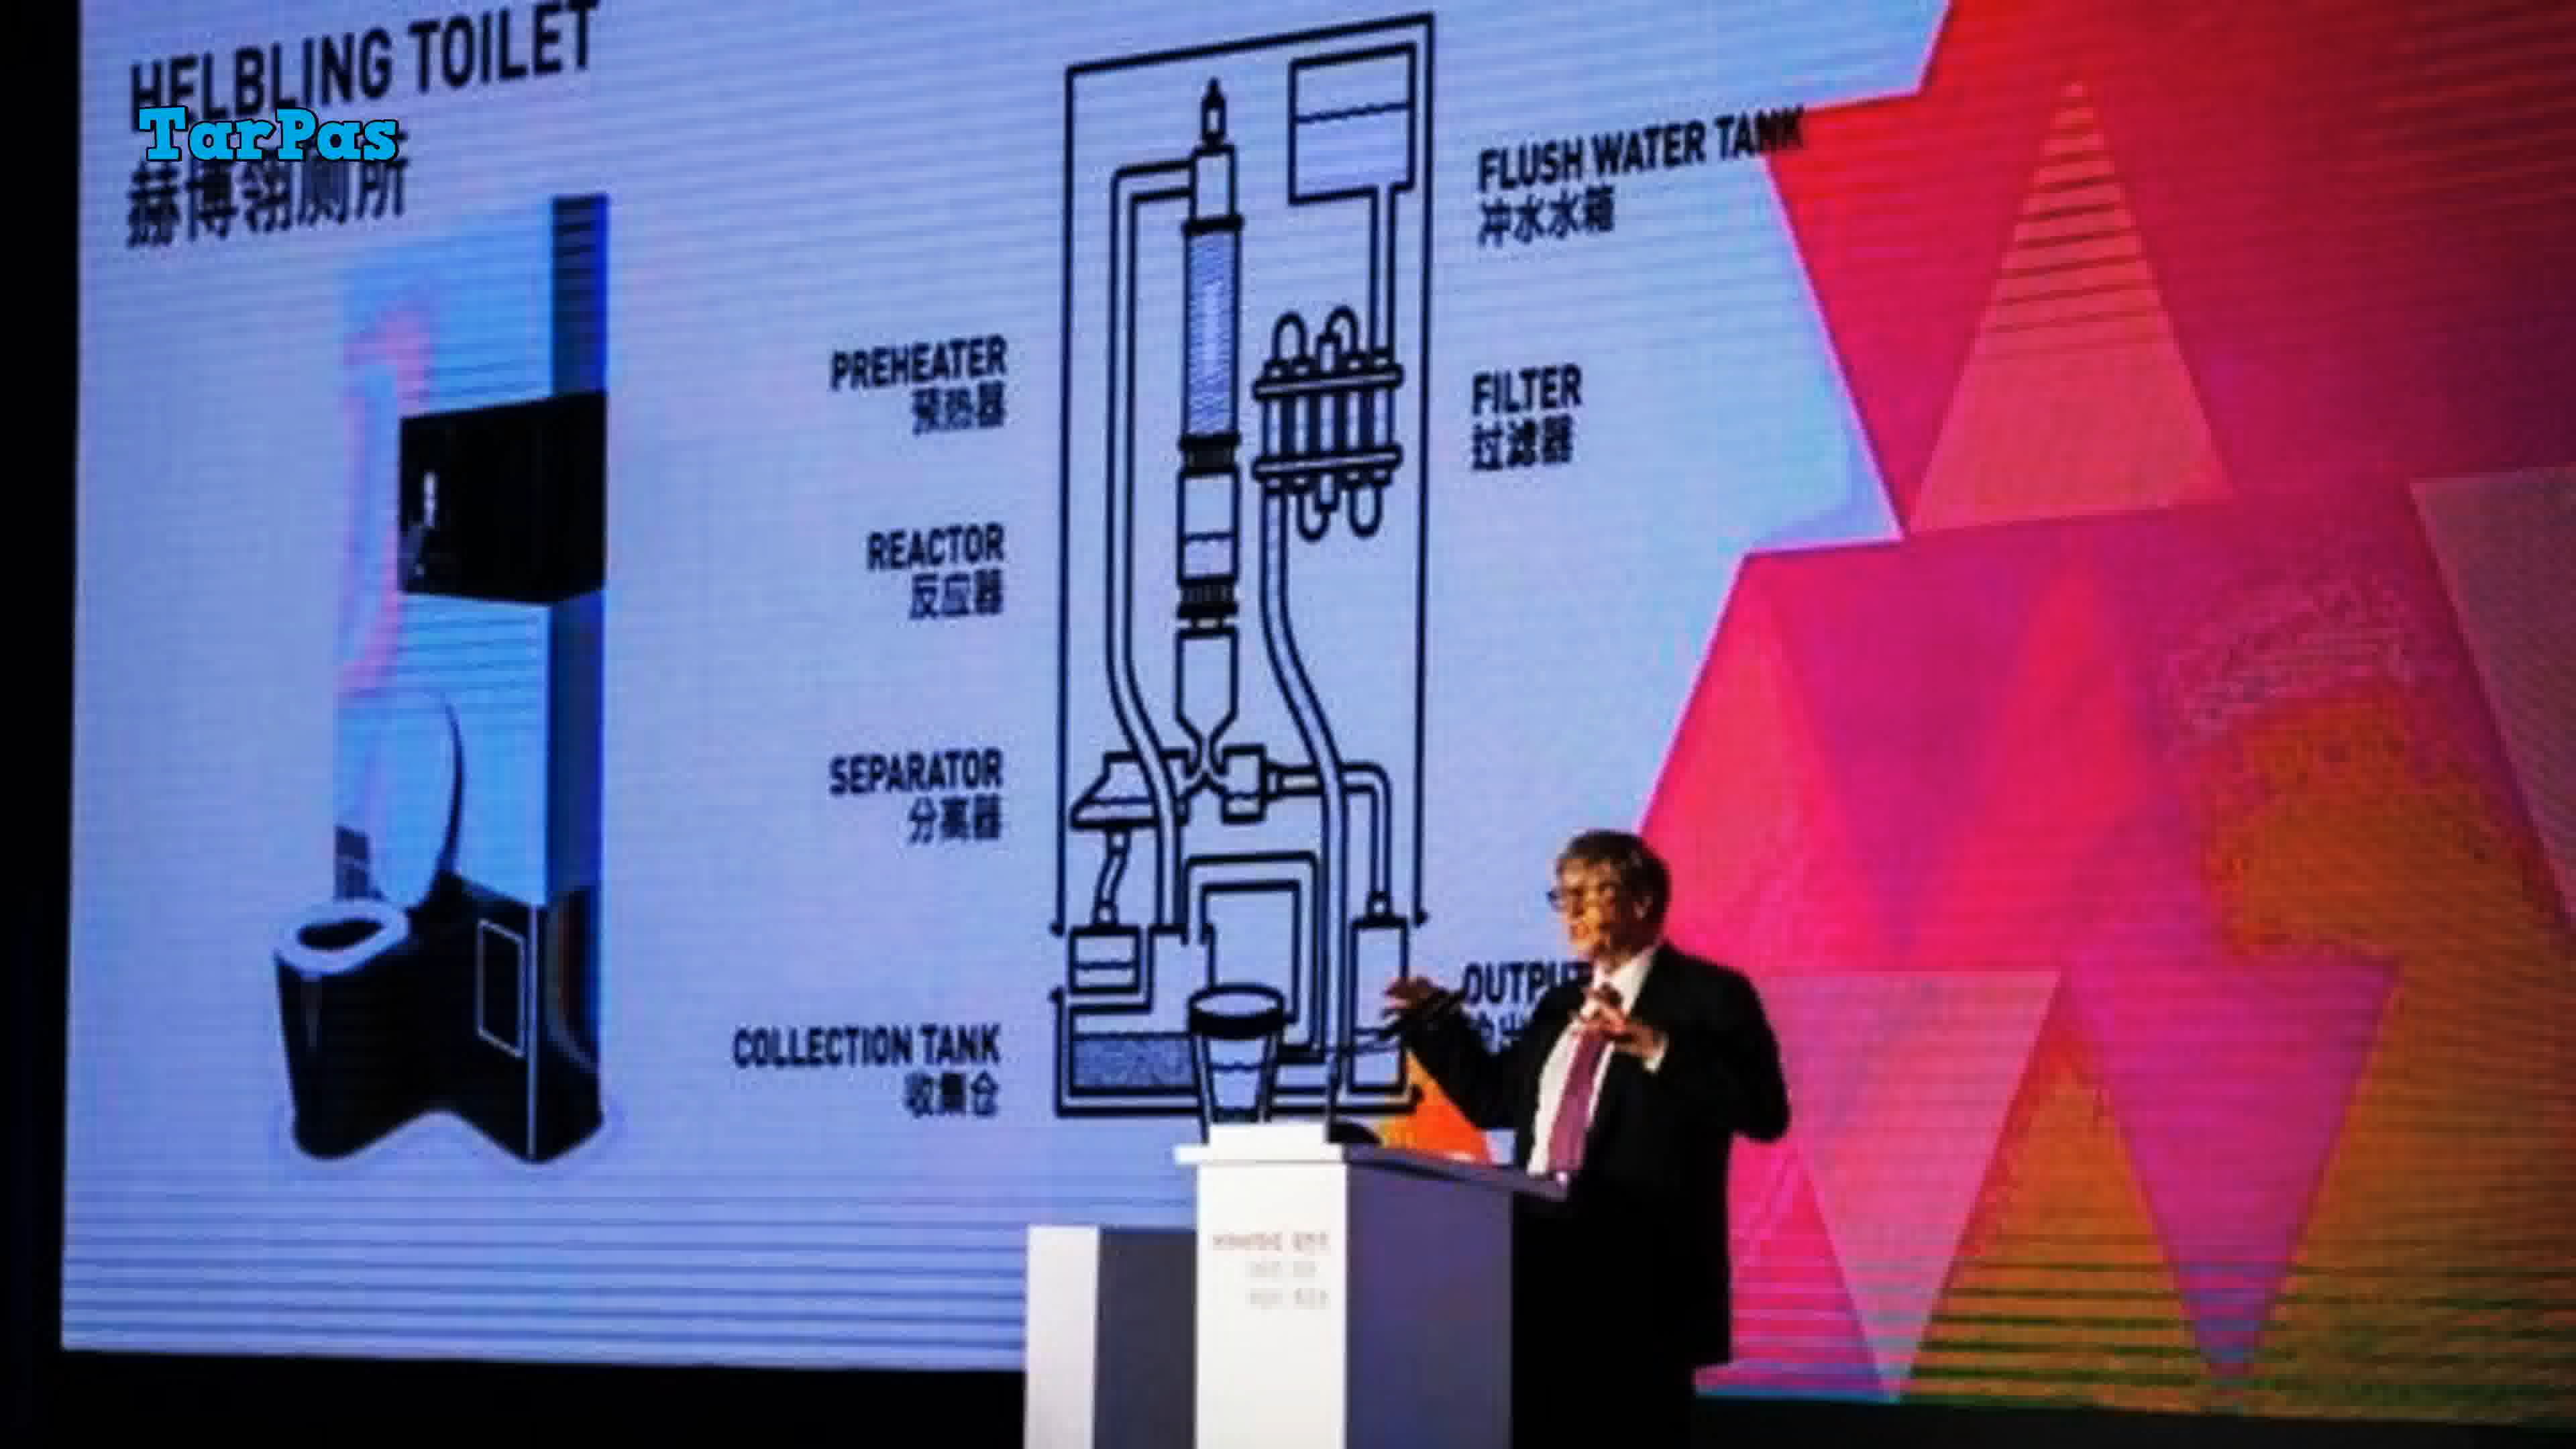 HELBLING TOILET
TarPas
赫博翎厕所
FLUSH WATER TANK
冲水水箱
PREHEATER
预热器
FILTER
过滤器
REACTOR
反应器
SEPARATOR
分离器
OUTPUT
COLLECTION TANK
收集仓